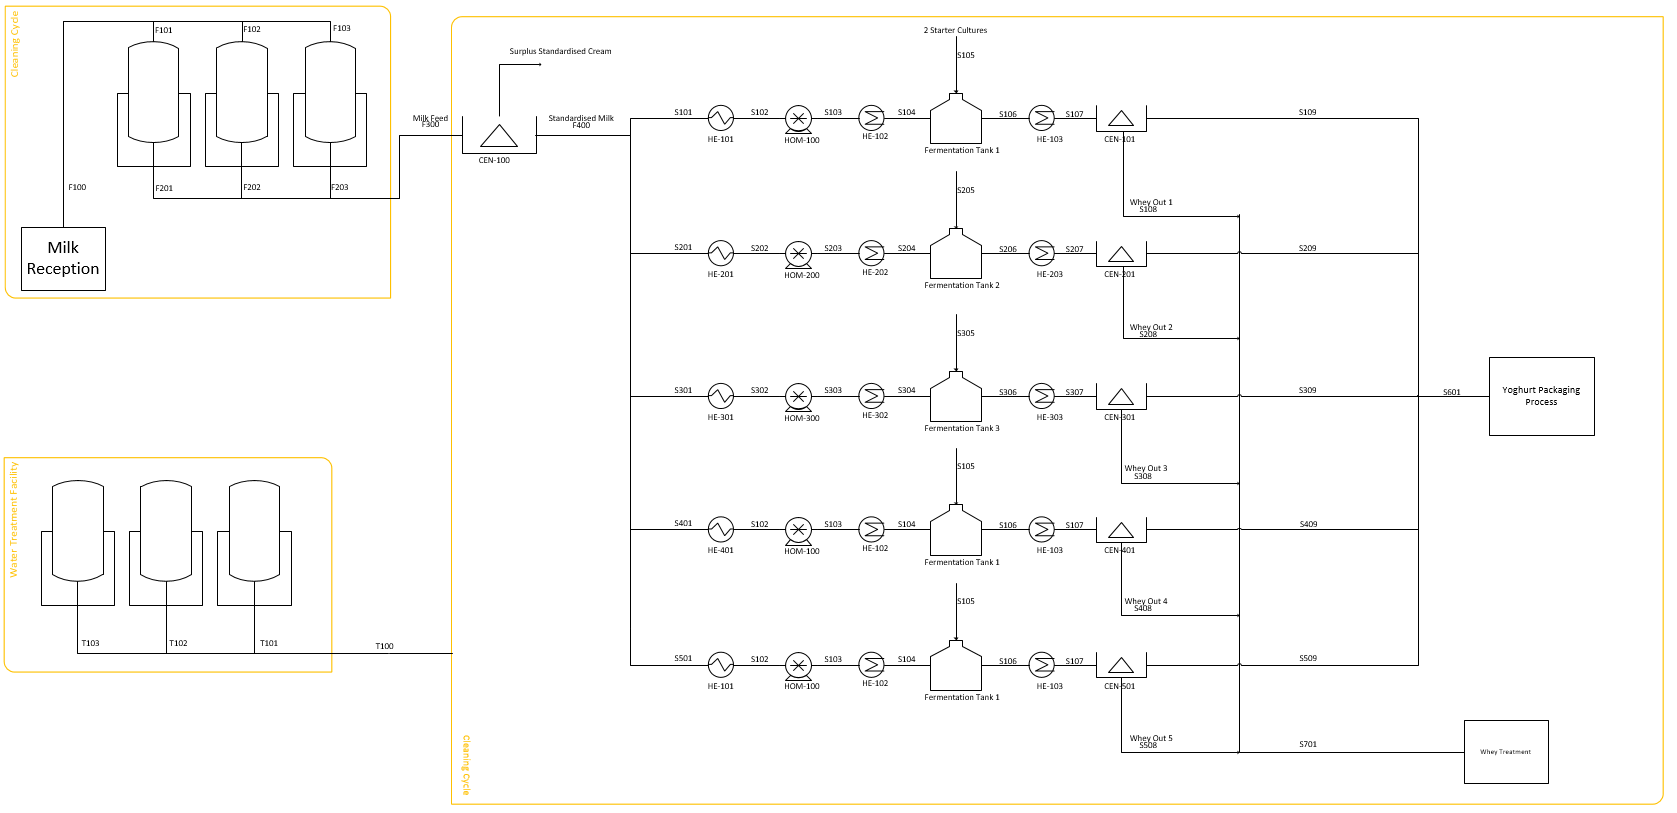 Cleaning Cycle
F101
F102
F103
F100
F201
F202
F203
Milk
Reception
Surplus Standardised Cream
Milk Feed
F300
CEN-100
Standardised Milk
F400
2 Starter Cultures
S105
S101
HE-101
S102
HOM-100
S103
HE-102
S104
Fermentation Tank 1
S106
HE-103
S107
CEN-101
S109
Whey Out 1
S108
S205
S201
HE-201
S202
HOM-200
S203
HE-202
S204
Fermentation Tank 2
S206
HE-203
S207
CEN-201
S209
Whey Out 2
S208
S305
S301
HE-301
S302
HOM-300
S303
HE-302
S304
Fermentation Tank 3
S306
HE-303
S307
CEN-301
S309
Whey Out 3
S308
S601
Yoghurt Packaging
Process
S105
S401
HE-401
S102
HOM-100
S103
HE-102
S104
Fermentation Tank 1
S106
HE-103
S107
CEN-401
S409
Whey Out 4
S408
S105
S501
HE-101
S102
HOM-100
S103
HE-102
S104
Fermentation Tank 1
S106
HE-103
S107
CEN-501
S509
Whey Out 5
S508
S701
Whey Treatment
Water Treatment Facility
T103
T102
T101
T100
Cleaning Cycle